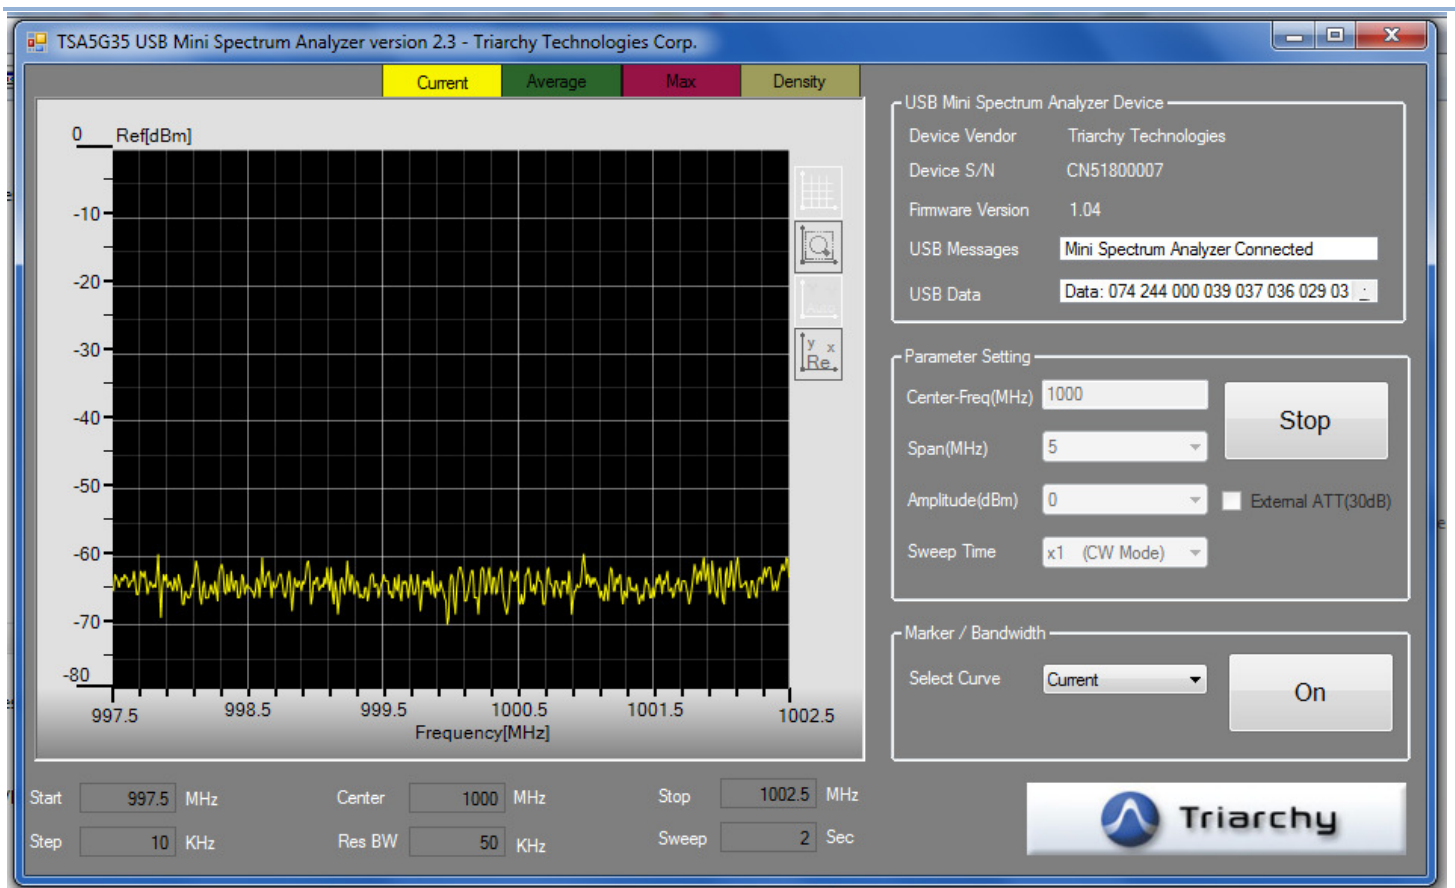 TSA5G35 USB Mini Spectrum Analyzer version 2.3 - Triarchy Technologies Corp.
Current Average Max Density
0 Ref[dBm]
-10
-20
-30
-40
-50
-60
-70
-80
997.5 998.5 999.5 1000.5 1001.5 1002.5
Frequency[MHz]
y x
Re.
USB Mini Spectrum Analyzer Device
Device Vendor Triarchy Technologies
Device S/N CN51800007
Firmware Version 1.04
USB Messages Mini Spectrum Analyzer Connected
USB Data Data: 074 244 000 039 037 036 029 03
Parameter Setting
Center-Freq(MHz) 1000
Stop
Span(MHz) 5
Amplitude(dBm) 0 External ATT(30dB)
Sweep Time x1 (CW Mode)
Marker / Bandwidth
Select Curve Current
On
Start 997.5 MHz Center 1000 MHz Stop 1002.5 MHz
Step 10 KHz Res BW 50 KHz Sweep 2 Sec
Triarchy